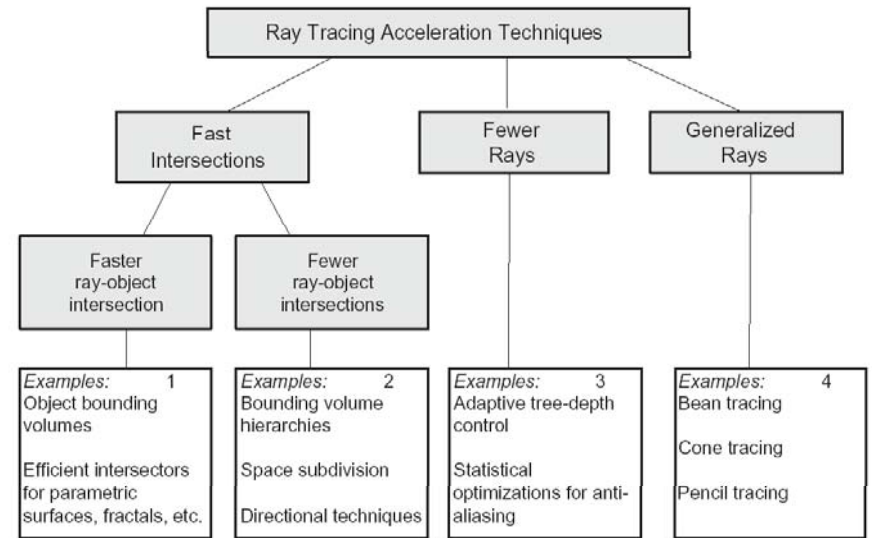 Ray Tracing Acceleration Techniques
Fast
Intersections
Fewer
Rays
Generalized
Rays
Faster
ray-object
intersection
Fewer
ray-object
intersections
Examples: 1
Object bounding
volumes
Efficient intersectors
for parametric
surfaces, fractals, etc.
Examples: 2
Bounding volume
hierarchies
Space subdivision
Directional techniques
Examples: 3
Adaptive tree-depth
control
Statistical
optimizations for anti-
aliasing
Examples: 4
Bean tracing
Cone tracing
Pencil tracing